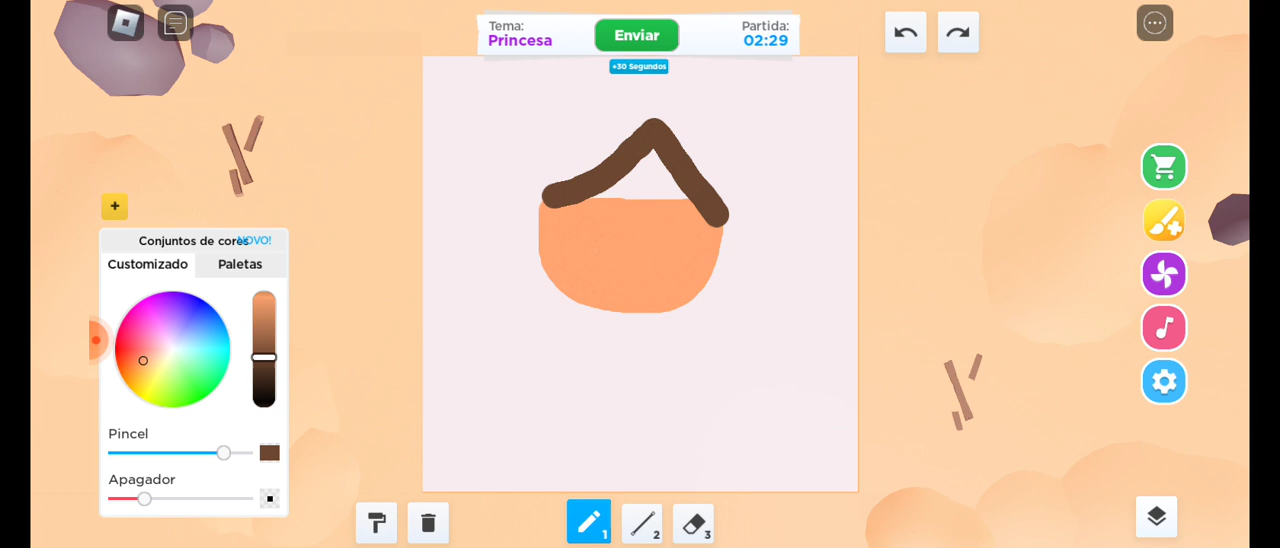 Tema:
Princesa
Enviar
Partida:
02:29
+30 Segundos
+
Conjuntos de cores
NOVO!
Customizado
Paletas
Pincel
Apagador
1
2
3